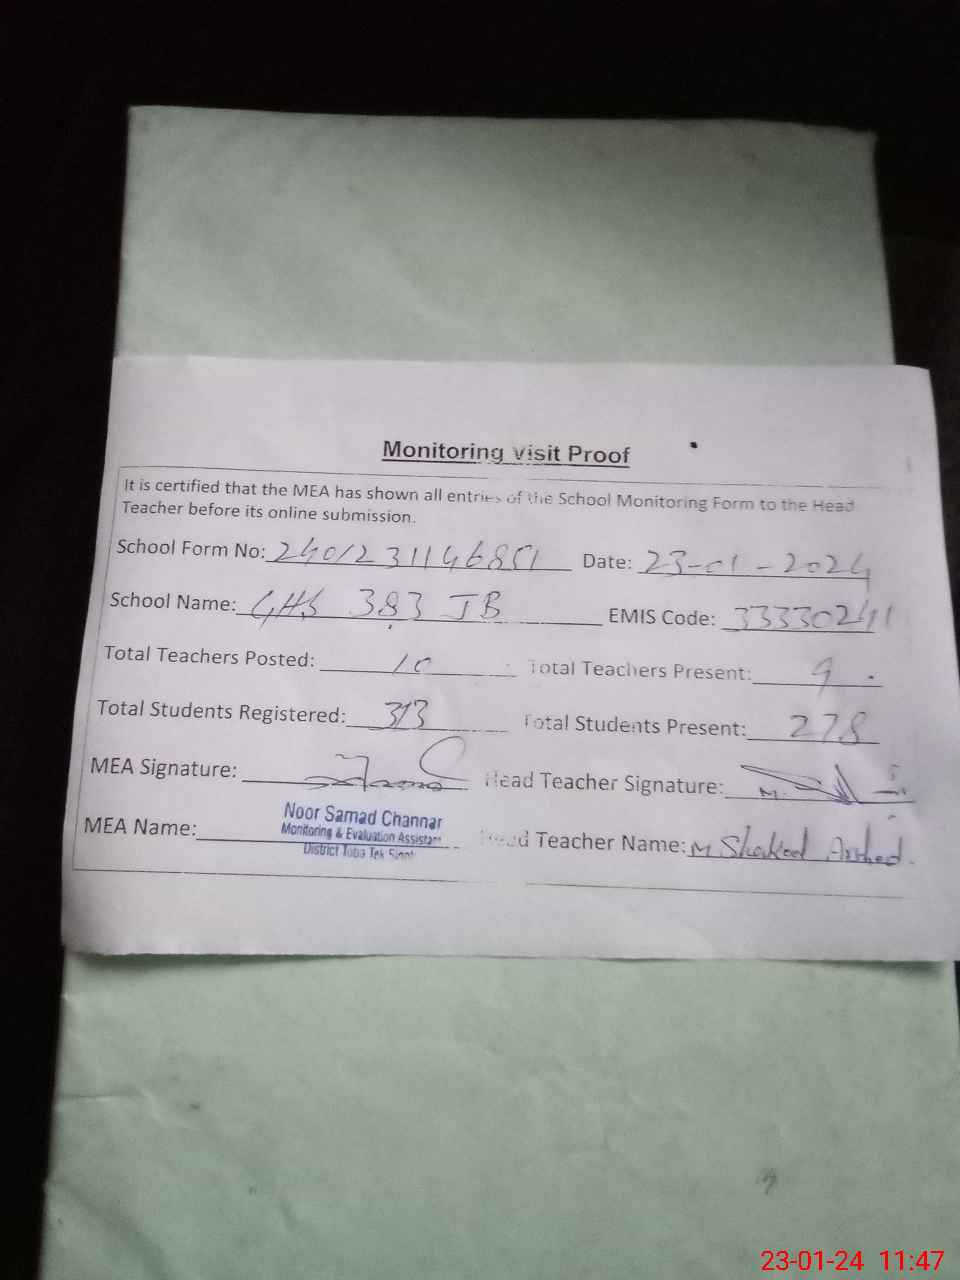 Monitoring Visit Proof
It is certified that the MEA has shown all entries of the School Monitoring Form to the Head
Teacher before its online submission.
School Form No: 2401231146851 Date: 23-01-2024
School Name: GHS 383 JB EMIS Code: 33330241
Total Teachers Posted: 10 Total Teachers Present: 9
Total Students Registered: 313 Total Students Present: 278
MEA Signature: Head Teacher Signature:
MEA Name: Noor Samad Channar Head Teacher Name: M Shakeel Arshad.
Monitoring & Evaluation Assistant
District Toba Tek Singh
23-01-24 11:47